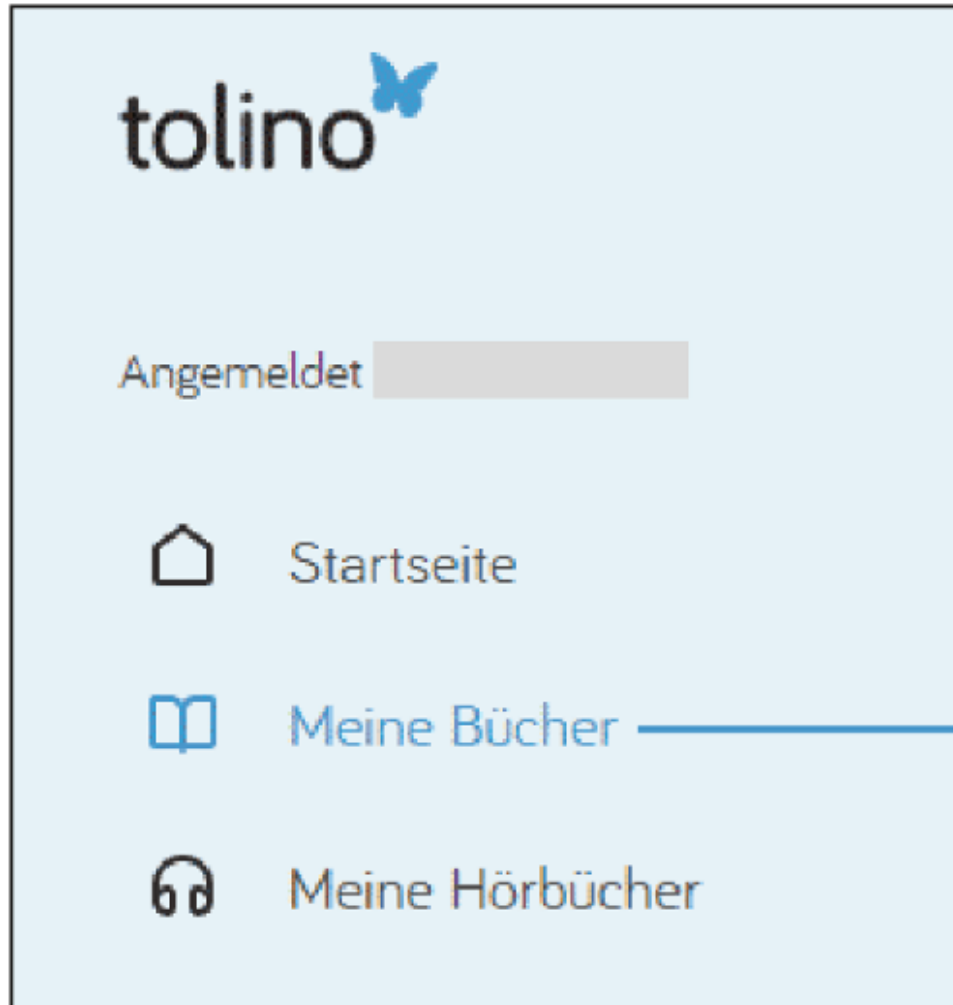 tolino
Angemeldet
Startseite
Meine Bücher
Meine Hörbücher